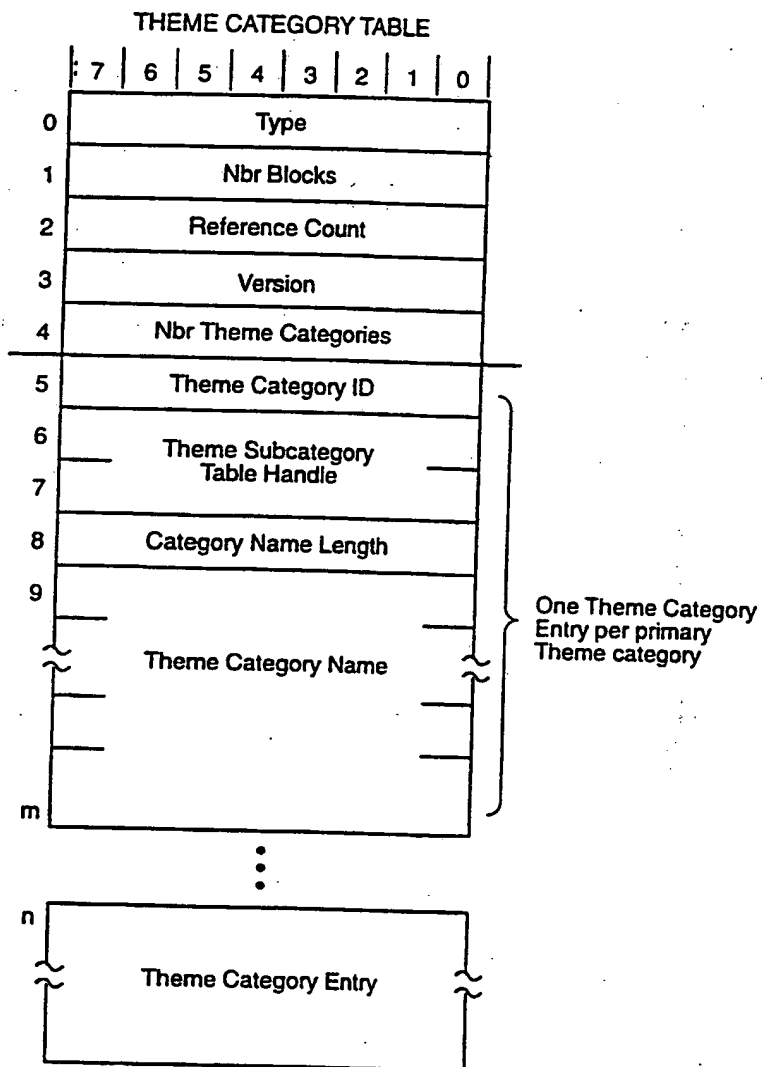 THEME CATEGORY TABLE
7 6 5 4 3 2 1 0
0 Type
1 Nbr Blocks
2 Reference Count
3 Version
4 Nbr Theme Categories
5 Theme Category ID
6 Theme Subcategory
7 Table Handle
8 Category Name Length
9
Theme Category Name
One Theme Category
Entry per primary
Theme category
m
n
Theme Category Entry